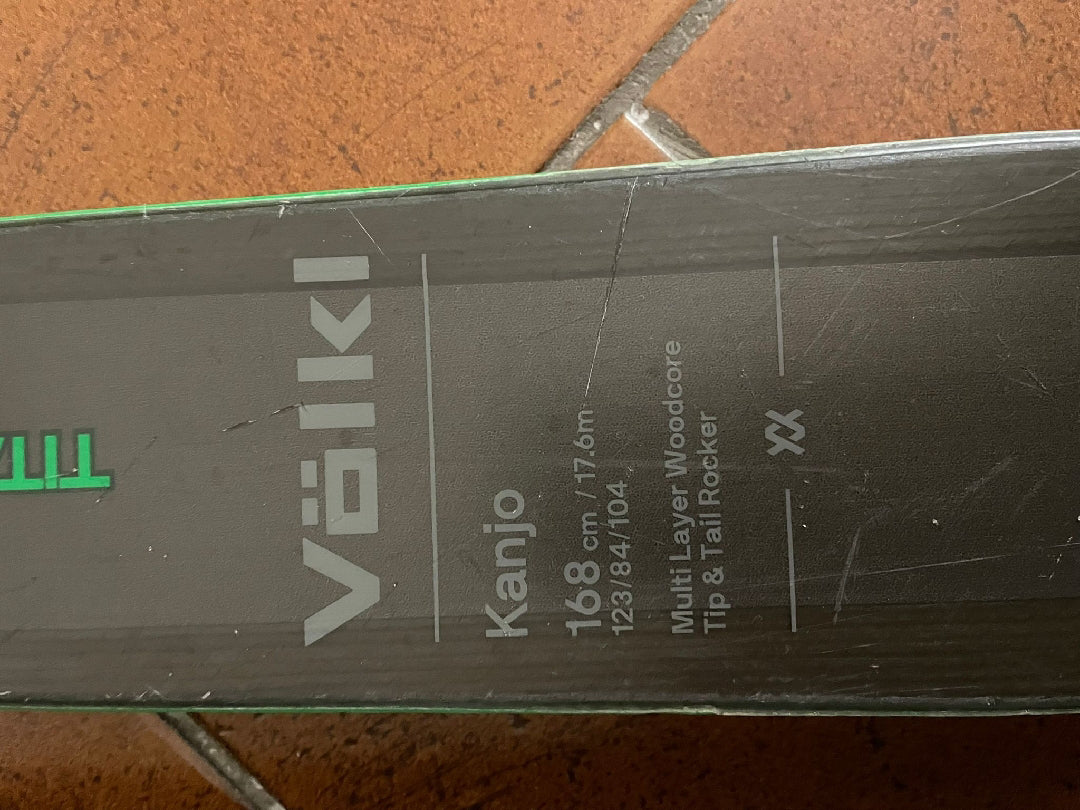 Völkl
Kanjo
168 cm / 17.6m
123/84/104
Multi Layer Woodcore
Tip & Tail Rocker